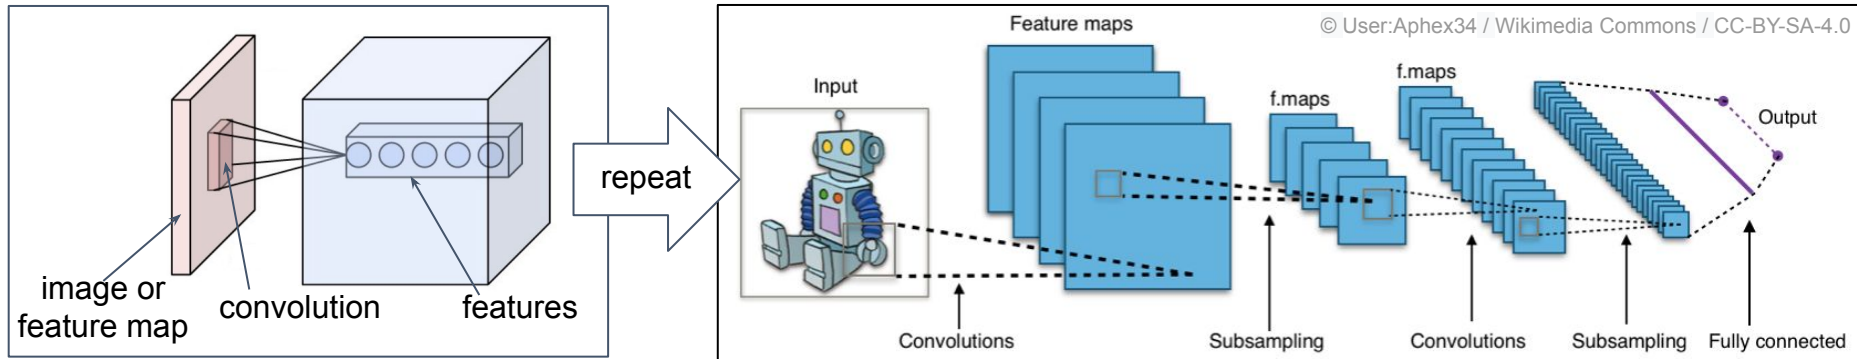 image or
feature map
convolution
features
repeat
© User:Aphex34 / Wikimedia Commons / CC-BY-SA-4.0
Feature maps
Input
f.maps
f.maps
Output
Convolutions
Subsampling
Convolutions
Subsampling
Fully connected